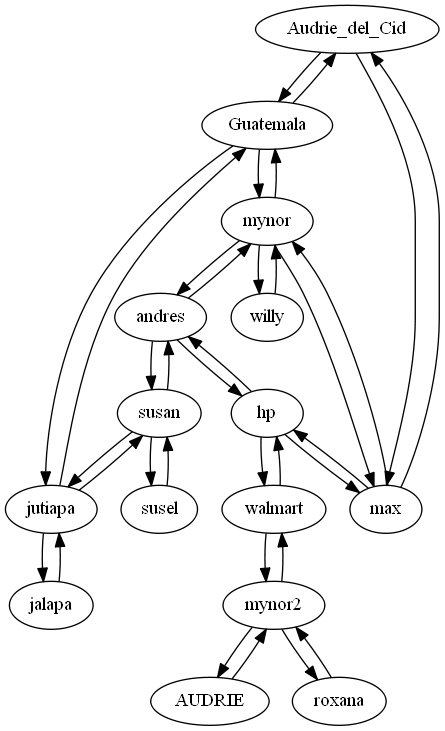 Audrie_del_Cid
Guatemala
mynor
andres
willy
susan
hp
jutiapa
susel
walmart
max
jalapa
mynor2
AUDRIE
roxana